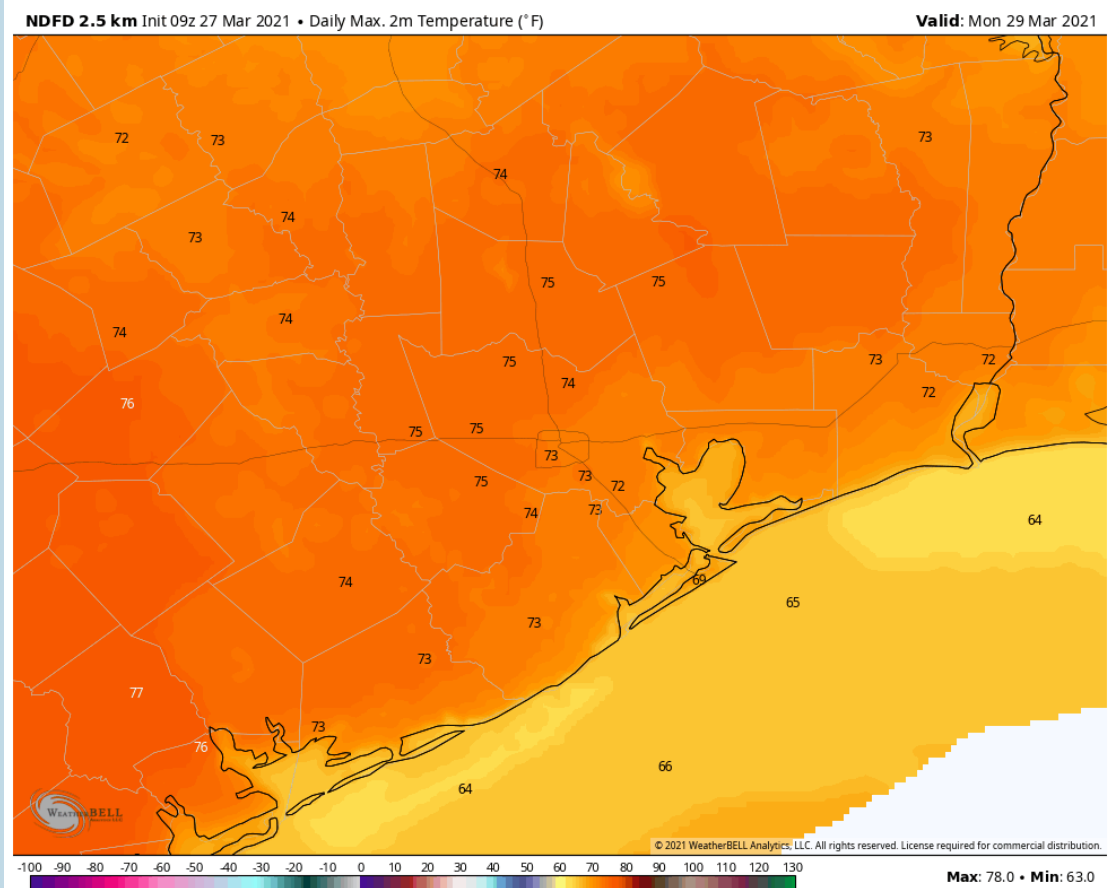 NDFD 2.5 km Init 09z 27 Mar 2021 • Daily Max. 2m Temperature (°F) Valid: Mon 29 Mar 2021
72 73 73
74
74
73
75 75
74 74
75 73 72
74 72
76
75 75
73
75 73 72
74 73 64
74 69
65
73
73
77
73
76
66
64
WEATHERBELL
© 2021 WeatherBELL Analytics, LLC. All rights reserved. License required for commercial distribution.
-100 -90 -80 -70 -60 -50 -40 -30 -20 -10 0 10 20 30 40 50 60 70 80 90 100 110 120 130
Max: 78.0 • Min: 63.0